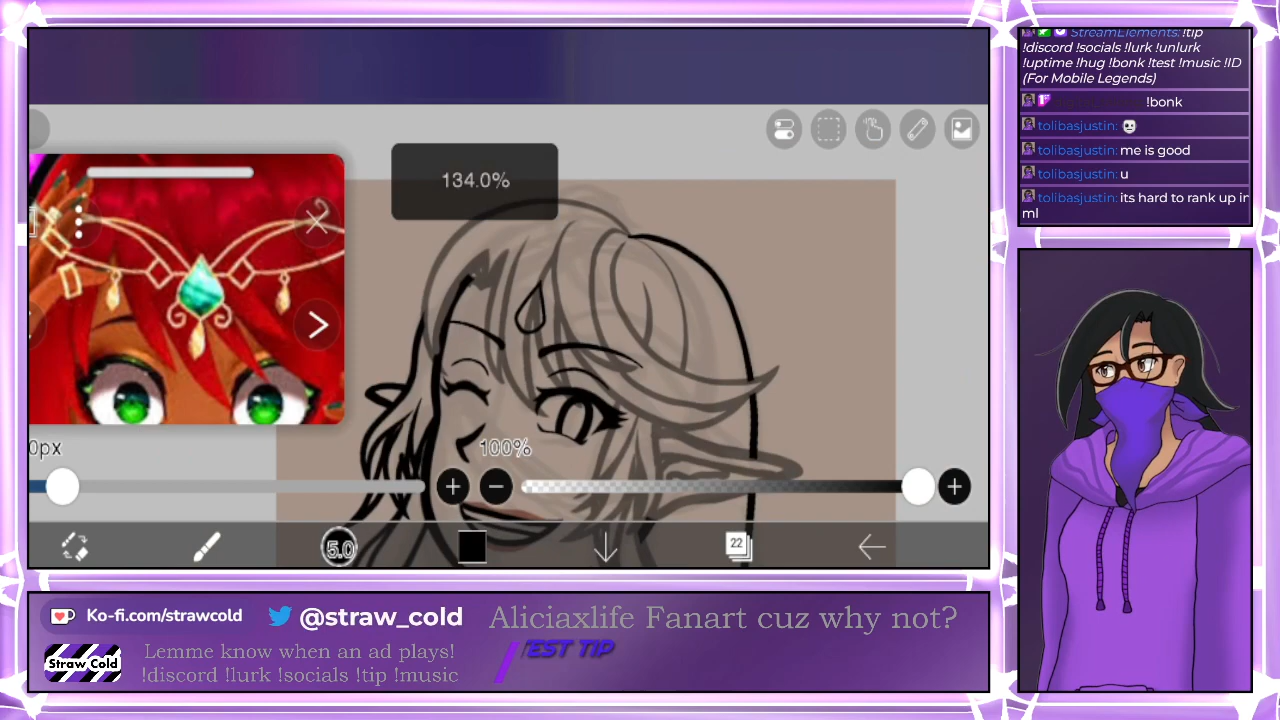 StreamElements: !tip
!discord !socials !lurk !unlurk
!uptime !hug !bonk !test !music !ID
(For Mobile Legends)
!bonk
tolibasjustin:
tolibasjustin: me is good
tolibasjustin: u
tolibasjustin: its hard to rank up in
ml
134.0%
0px
100%
5.0
22
Ko-fi.com/strawcold
@straw_cold
Aliciaxlife Fanart cuz why not?
Straw Cold
Lemme know when an ad plays!
!discord !lurk !socials !tip !music
EST TIP